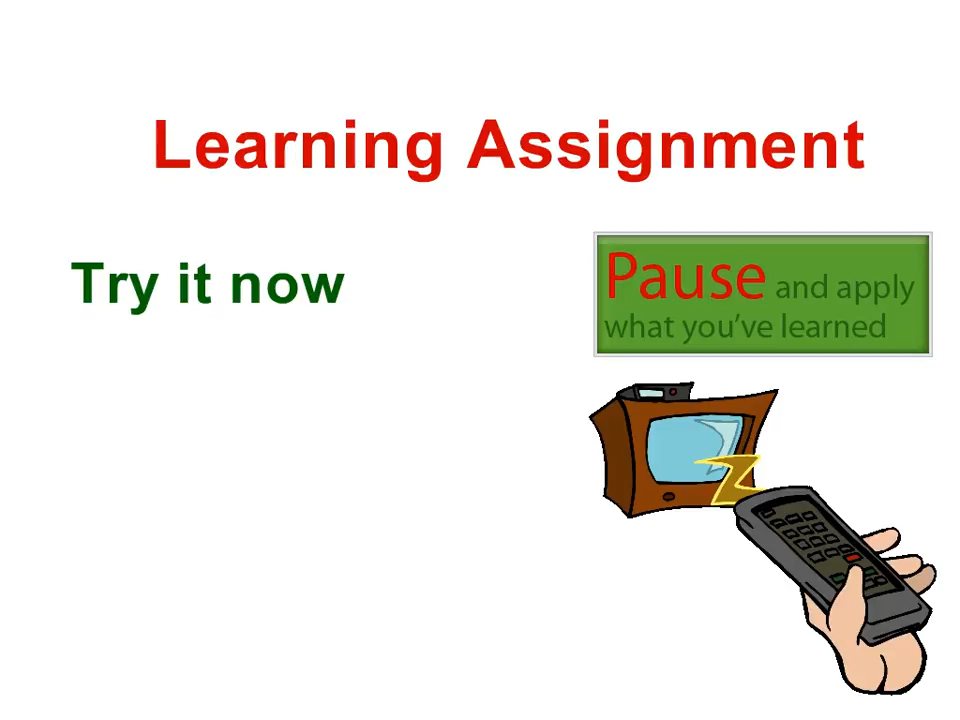 Learning Assignment
Try it now
Pause and apply
what you've learned